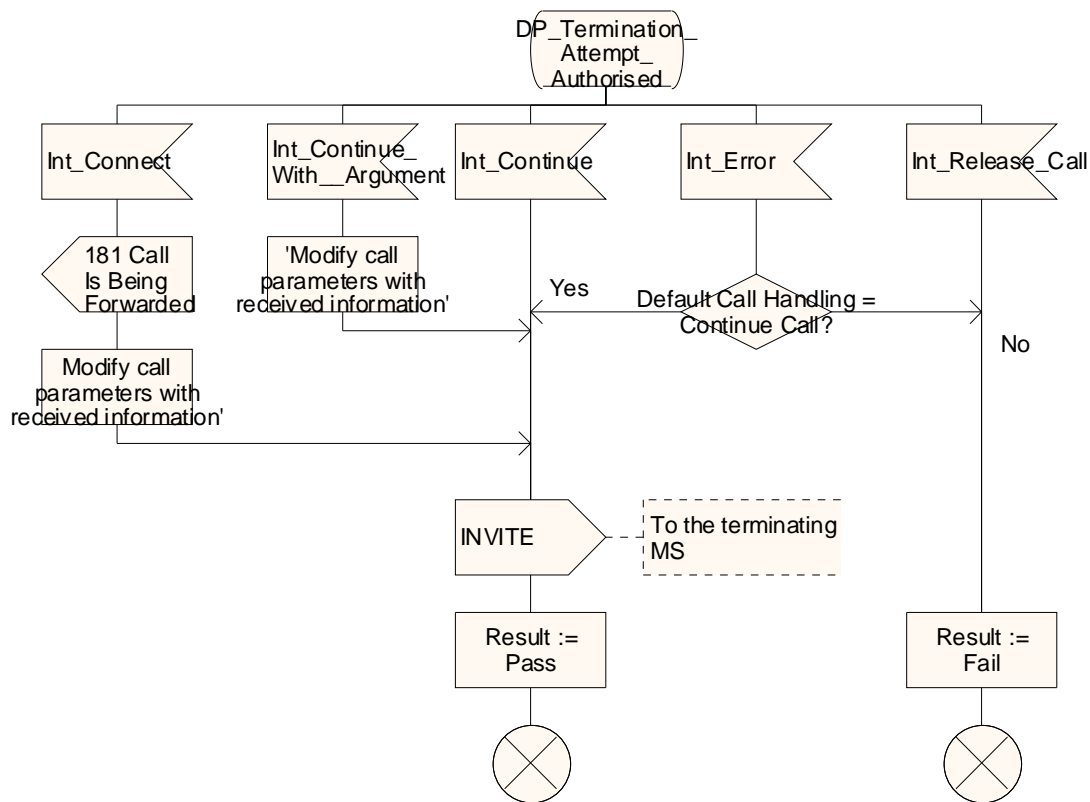 DP_Termination_
Attempt_
Authorised
Int_Connect
Int_Continue_
With__Argument
Int_Continue
Int_Error
Int_Release_Call
181 Call
Is Being
Forwarded
'Modify call
parameters with
received information'
Yes
Default Call Handling =
Continue Call?
No
Modify call
parameters with
received information'
INVITE
To the terminating
MS
Result :=
Pass
Result :=
Fail